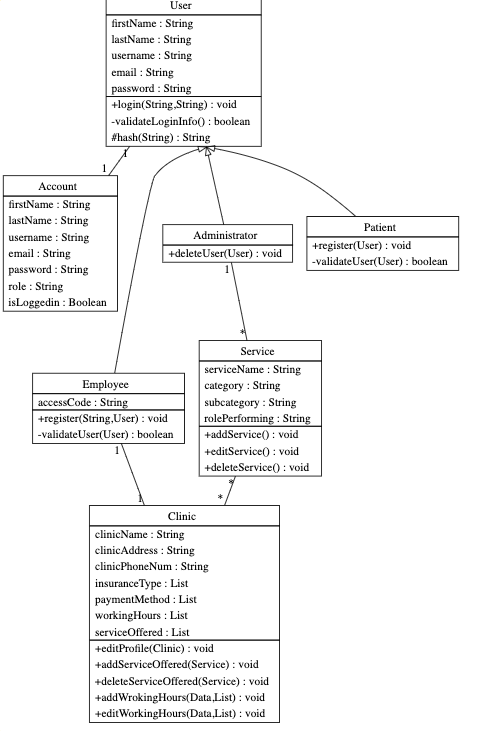 User
firstName : String
lastName : String
username : String
email : String
password : String
+login(String,String) : void
-validateLoginInfo() : boolean
#hash(String) : String
1
1
Account
firstName : String
lastName : String
username : String
email : String
password : String
role : String
isLoggedin : Boolean
Administrator
+deleteUser(User) : void
1
Patient
+register(User) : void
-validateUser(User) : boolean
*
Service
serviceName : String
category : String
subcategory : String
rolePerforming : String
+addService() : void
+editService() : void
+deleteService() : void
*
Employee
accessCode : String
+register(String,User) : void
-validateUser(User) : boolean
1
1
*
Clinic
clinicName : String
clinicAddress : String
clinicPhoneNum : String
insuranceType : List
paymentMethod : List
workingHours : List
serviceOffered : List
+editProfile(Clinic) : void
+addServiceOffered(Service) : void
+deleteServiceOffered(Service) : void
+addWrokingHours(Data,List) : void
+editWorkingHours(Data,List) : void